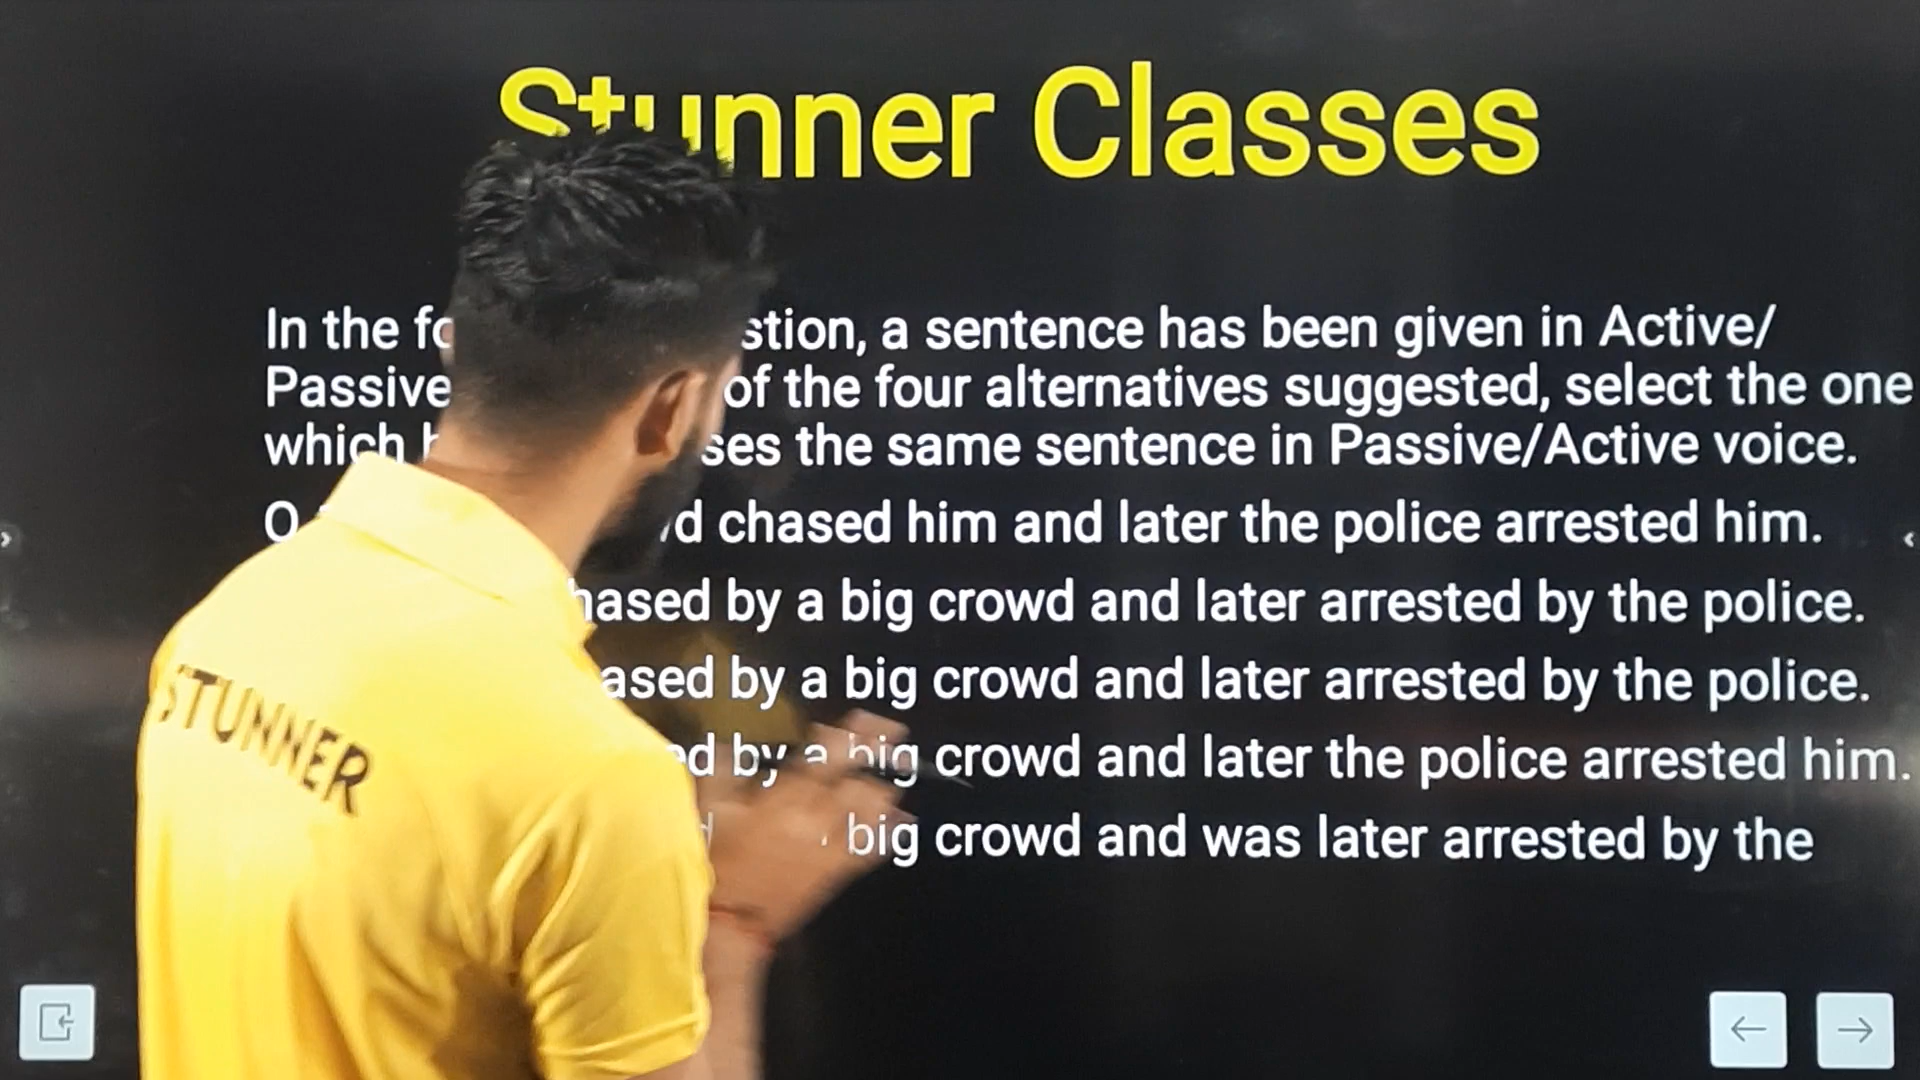 Stunner Classes
In the stion, a sentence has been given in Active/
Passive of the four alternatives suggested, select the one
which ses the same sentence in Passive/Active voice.
chased him and later the police arrested him.
hased by a big crowd and later arrested by the police.
ased by a big crowd and later arrested by the police.
by a big crowd and later the police arrested him.
big crowd and was later arrested by the
STUNNER